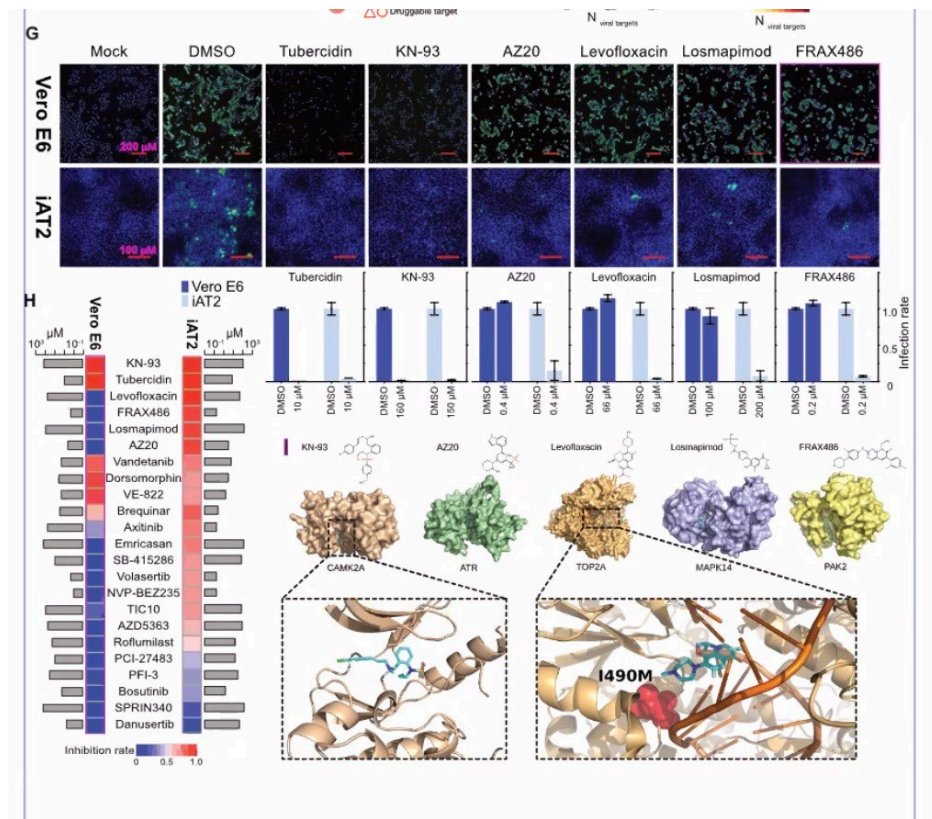 Druggable target
N viral targets
N viral targets
G
Mock DMSO Tubercidin KN-93 AZ20 Levofloxacin Losmapimod FRAX486
Vero E6
200 µM
iAT2
100 µM
H
Vero E6
iAT2
Tubercidin KN-93 AZ20 Levofloxacin Losmapimod FRAX486
1.0
0.5
0
Infection rate
DMSO 10 µM DMSO 10 µM DMSO 160 µM DMSO 150 µM DMSO 0.4 µM DMSO 0.4 µM DMSO 66 µM DMSO 66 µM DMSO 100 µM DMSO 200 µM DMSO 0.2 µM DMSO 0.2 µM
Vero E6 iAT2
µM µM
10³ 10⁻¹ 10⁻¹ 10³
KN-93
Tubercidin
Levofloxacin
FRAX486
Losmapimod
AZ20
Vandetanib
Dorsomorphin
VE-822
Brequinar
Axitinib
Emricasan
SB-415286
Volasertib
NVP-BEZ235
TIC10
AZD5363
Roflumilast
PCI-27483
PFI-3
Bosutinib
SPRIN340
Danusertib
Inhibition rate
0 0.5 1.0
KN-93 AZ20 Levofloxacin Losmapimod FRAX486
CAMK2A ATR TOP2A MAPK14 PAK2
I490M